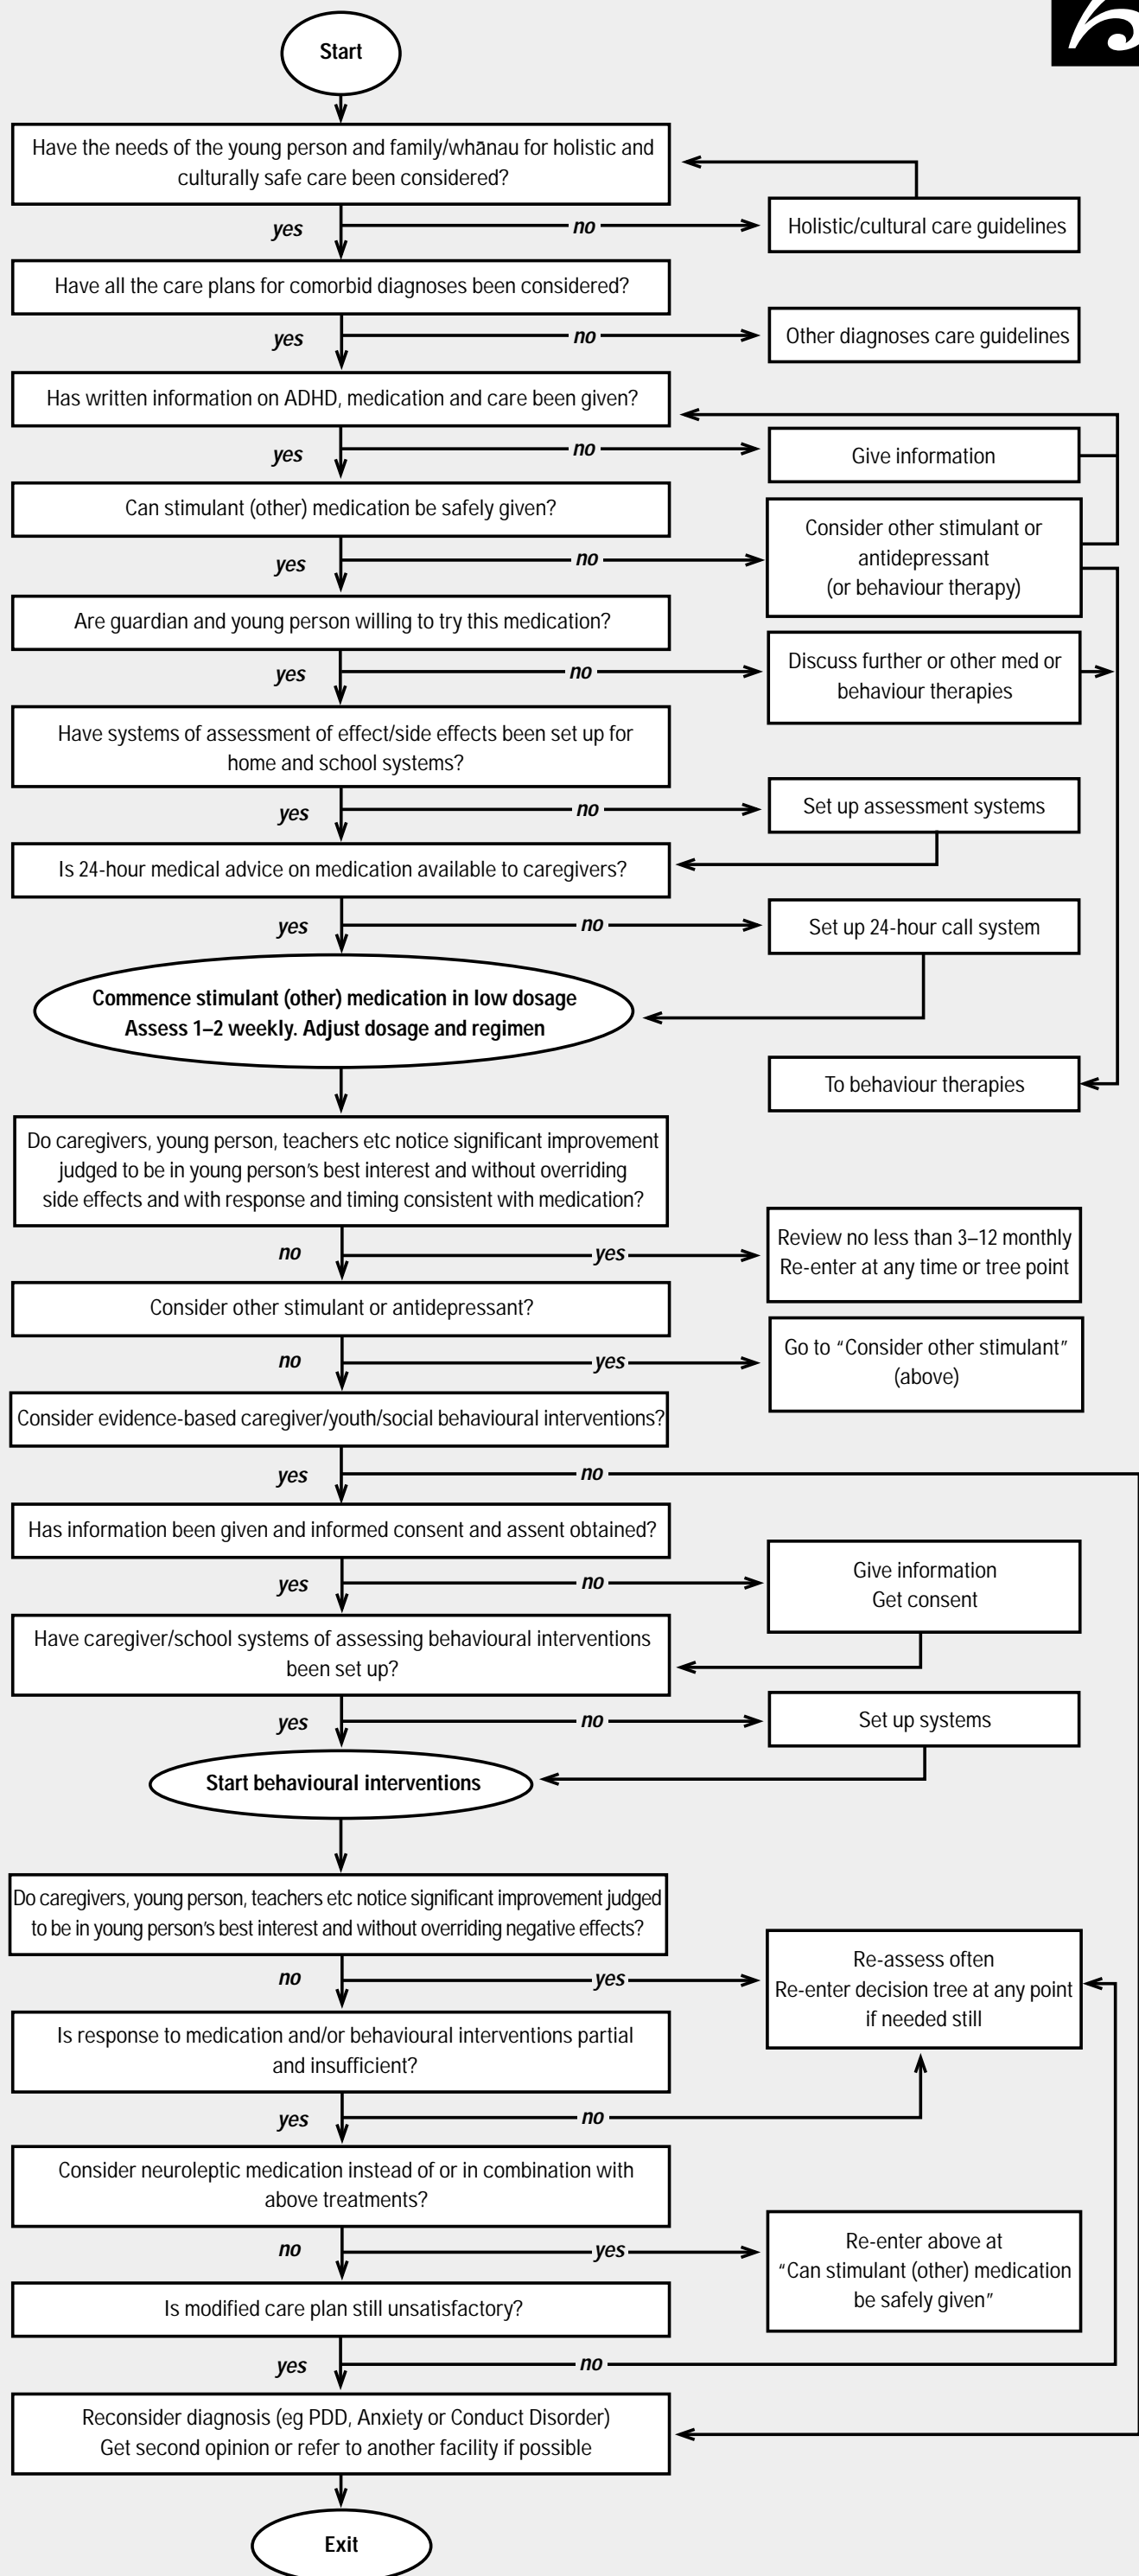 Start
Have the needs of the young person and family/whānau for holistic and
culturally safe care been considered?
yes
no
Holistic/cultural care guidelines
Have all the care plans for comorbid diagnoses been considered?
yes
no
Other diagnoses care guidelines
Has written information on ADHD, medication and care been given?
yes
no
Give information
Can stimulant (other) medication be safely given?
yes
no
Consider other stimulant or
antidepressant
(or behaviour therapy)
Are guardian and young person willing to try this medication?
yes
no
Discuss further or other med or
behaviour therapies
Have systems of assessment of effect/side effects been set up for
home and school systems?
yes
no
Set up assessment systems
Is 24-hour medical advice on medication available to caregivers?
yes
no
Set up 24-hour call system
Commence stimulant (other) medication in low dosage
Assess 1–2 weekly. Adjust dosage and regimen
To behaviour therapies
Do caregivers, young person, teachers etc notice significant improvement
judged to be in young person's best interest and without overriding
side effects and with response and timing consistent with medication?
no
yes
Review no less than 3–12 monthly
Re-enter at any time or tree point
Consider other stimulant or antidepressant?
no
yes
Go to “Consider other stimulant”
(above)
Consider evidence-based caregiver/youth/social behavioural interventions?
yes
no
Has information been given and informed consent and assent obtained?
yes
no
Give information
Get consent
Have caregiver/school systems of assessing behavioural interventions
been set up?
yes
no
Set up systems
Start behavioural interventions
Do caregivers, young person, teachers etc notice significant improvement judged
to be in young person's best interest and without overriding negative effects?
no
yes
Re-assess often
Re-enter decision tree at any point
if needed still
Is response to medication and/or behavioural interventions partial
and insufficient?
yes
no
Consider neuroleptic medication instead of or in combination with
above treatments?
no
yes
Re-enter above at
“Can stimulant (other) medication
be safely given”
Is modified care plan still unsatisfactory?
yes
no
Reconsider diagnosis (eg PDD, Anxiety or Conduct Disorder)
Get second opinion or refer to another facility if possible
Exit